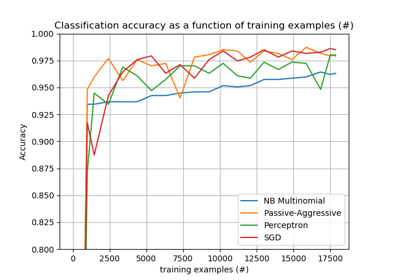 Classification accuracy as a function of training examples (#)
1.000
0.975
0.950
0.925
0.900
0.875
0.850
0.825
0.800
Accuracy
NB Multinomial
Passive-Aggressive
Perceptron
SGD
0 2500 5000 7500 10000 12500 15000 17500
training examples (#)